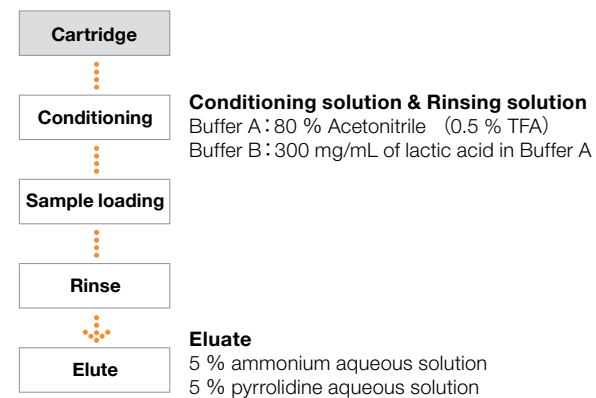 Cartridge
Conditioning
Conditioning solution & Rinsing solution
Buffer A：80 % Acetonitrile （0.5 % TFA）
Buffer B：300 mg/mL of lactic acid in Buffer A
Sample loading
Rinse
Elute
Eluate
5 % ammonium aqueous solution
5 % pyrrolidine aqueous solution